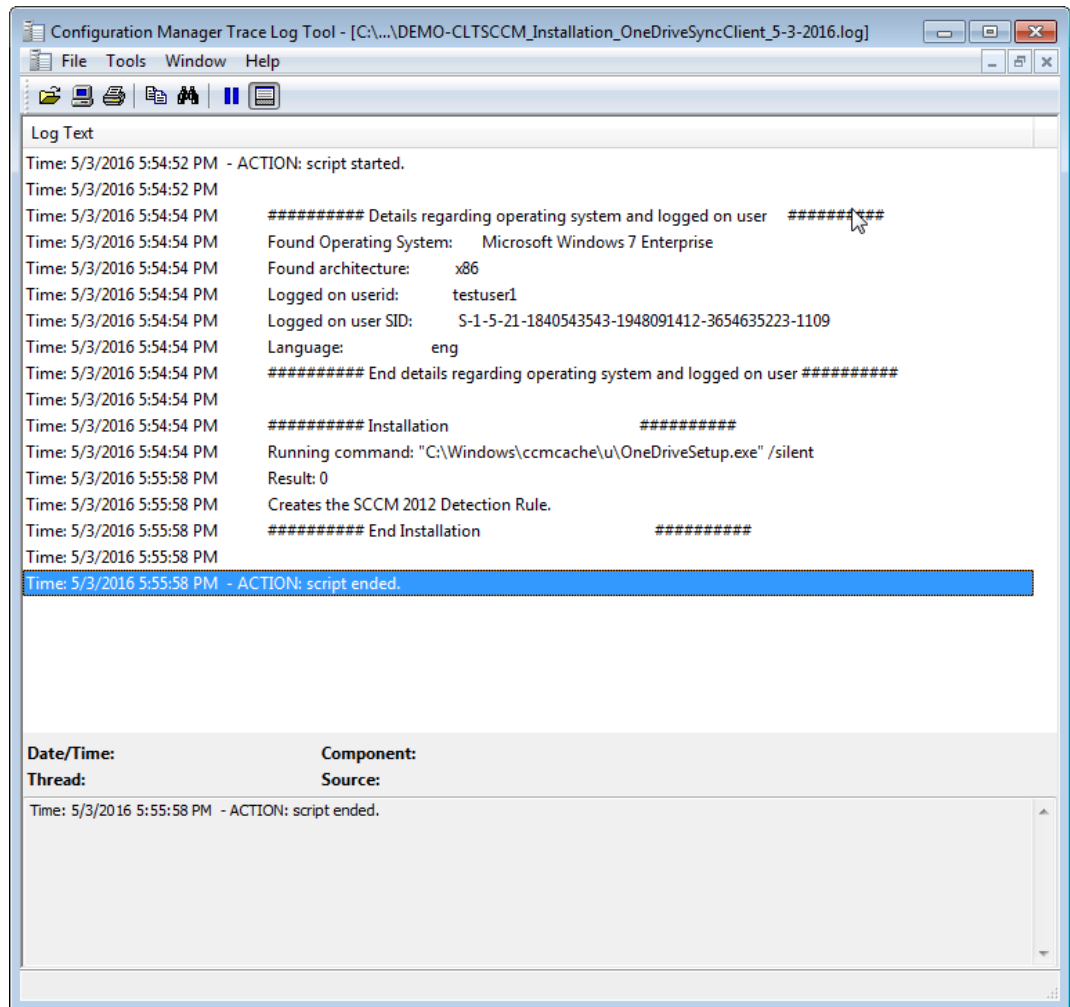 Configuration Manager Trace Log Tool - [C:\...\DEMO-CLTSCCM_Installation_OneDriveSyncClient_5-3-2016.log]
File Tools Window Help
Log Text
Time: 5/3/2016 5:54:52 PM - ACTION: script started.
Time: 5/3/2016 5:54:52 PM
Time: 5/3/2016 5:54:54 PM ########## Details regarding operating system and logged on user ##########
Time: 5/3/2016 5:54:54 PM Found Operating System: Microsoft Windows 7 Enterprise
Time: 5/3/2016 5:54:54 PM Found architecture: x86
Time: 5/3/2016 5:54:54 PM Logged on userid: testuser1
Time: 5/3/2016 5:54:54 PM Logged on user SID: S-1-5-21-1840543543-1948091412-3654635223-1109
Time: 5/3/2016 5:54:54 PM Language: eng
Time: 5/3/2016 5:54:54 PM ########## End details regarding operating system and logged on user ##########
Time: 5/3/2016 5:54:54 PM
Time: 5/3/2016 5:54:54 PM ########## Installation ##########
Time: 5/3/2016 5:54:54 PM Running command: "C:\Windows\ccmcache\u\OneDriveSetup.exe" /silent
Time: 5/3/2016 5:55:58 PM Result: 0
Time: 5/3/2016 5:55:58 PM Creates the SCCM 2012 Detection Rule.
Time: 5/3/2016 5:55:58 PM ########## End Installation ##########
Time: 5/3/2016 5:55:58 PM
Time: 5/3/2016 5:55:58 PM - ACTION: script ended.
Date/Time: Component:
Thread: Source:
Time: 5/3/2016 5:55:58 PM - ACTION: script ended.